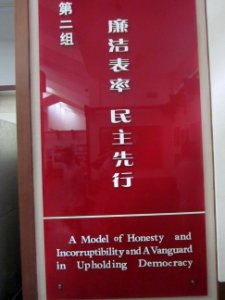 第二组
廉洁表率 民主先行
A Model of Honesty and
Incorruptibility and A Vanguard
in Upholding Democracy